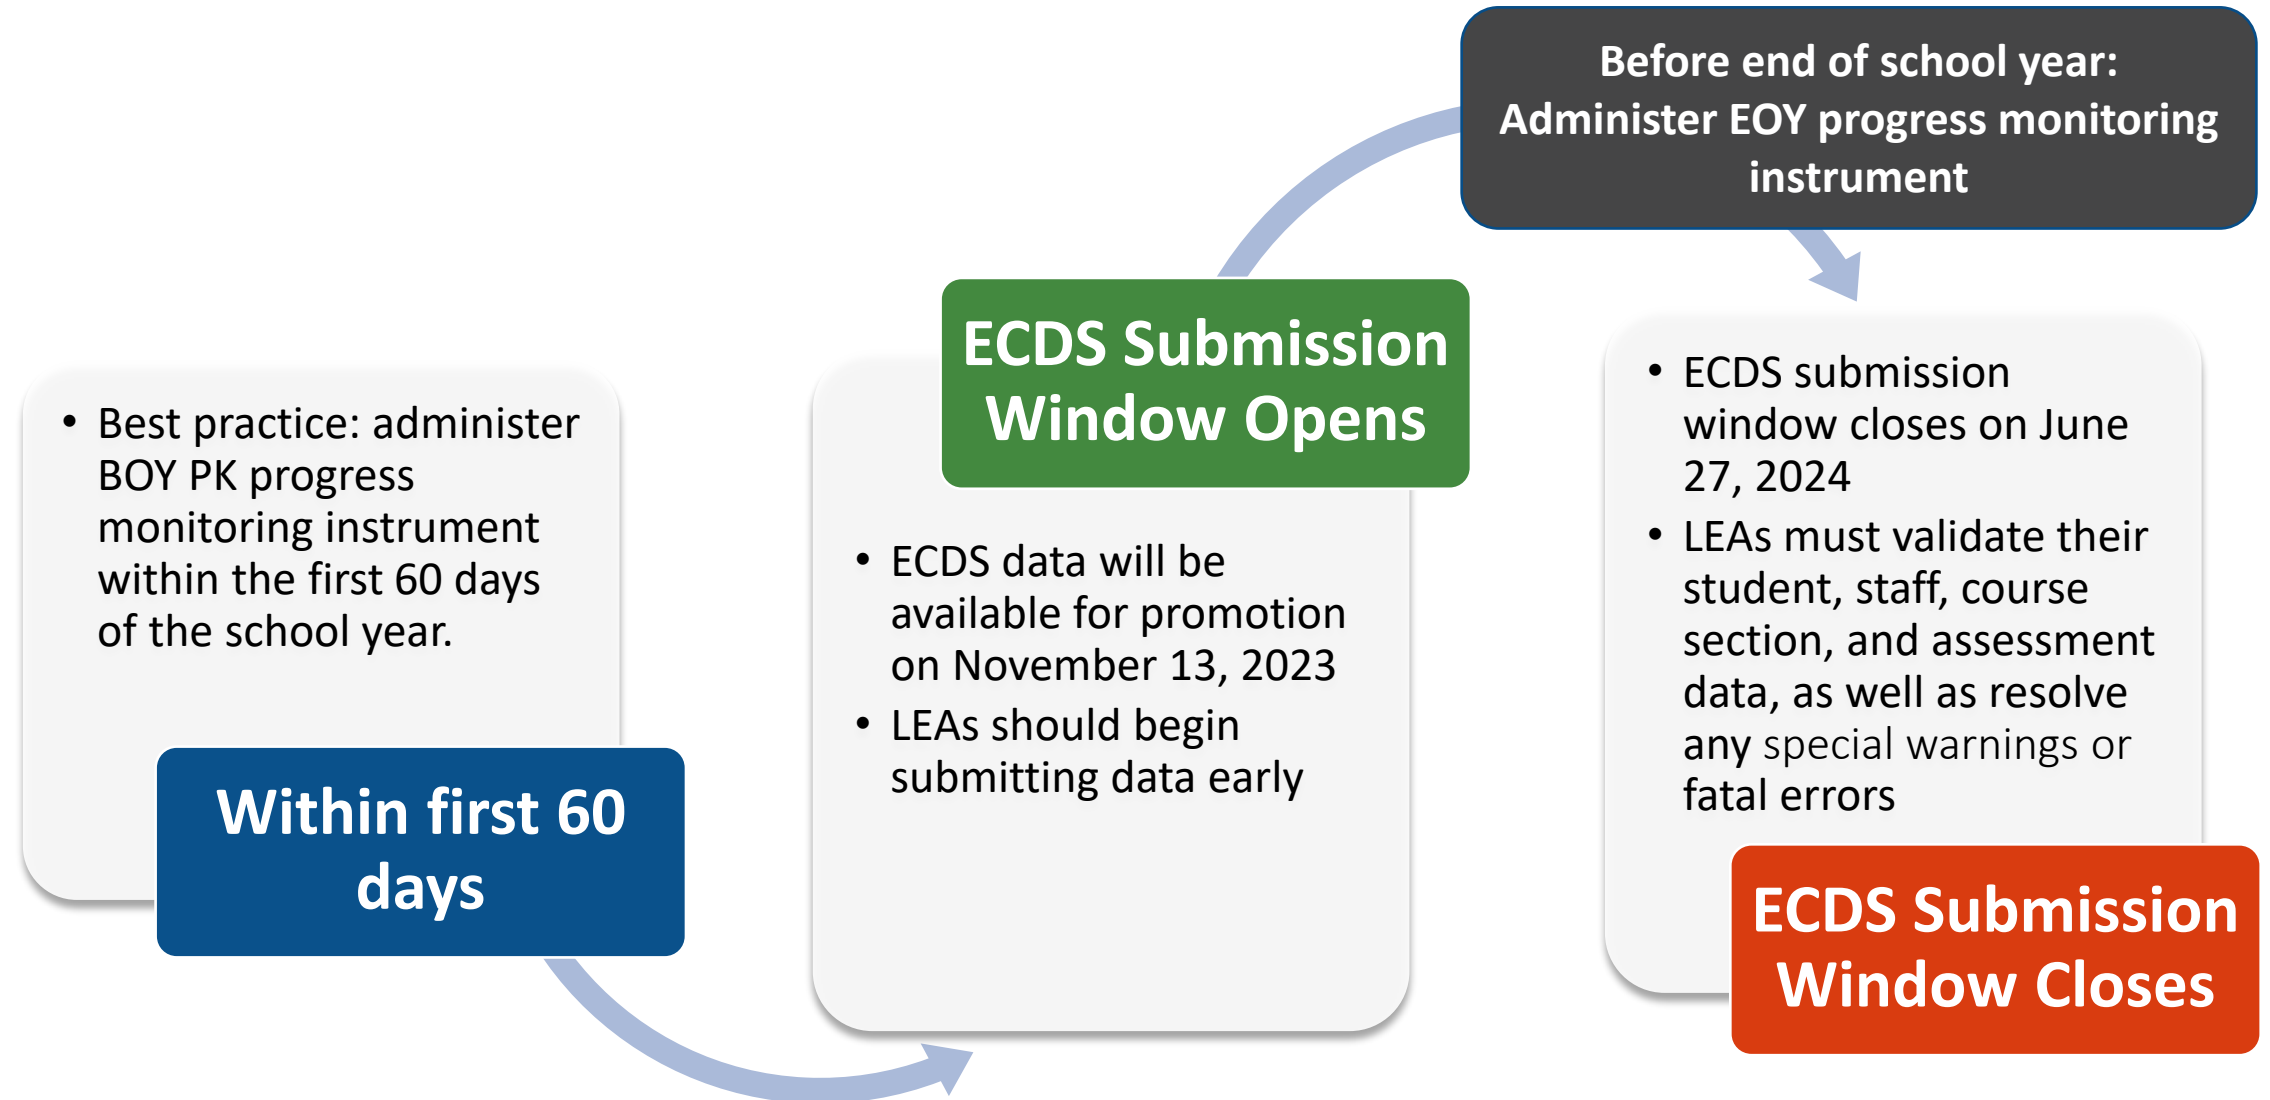 • Best practice: administer
BOY PK progress
monitoring instrument
within the first 60 days
of the school year.
Within first 60
days
ECDS Submission
Window Opens
• ECDS data will be
available for promotion
on November 13, 2023
• LEAs should begin
submitting data early
Before end of school year:
Administer EOY progress monitoring
instrument
• ECDS submission
window closes on June
27, 2024
• LEAs must validate their
student, staff, course
section, and assessment
data, as well as resolve
any special warnings or
fatal errors
ECDS Submission
Window Closes